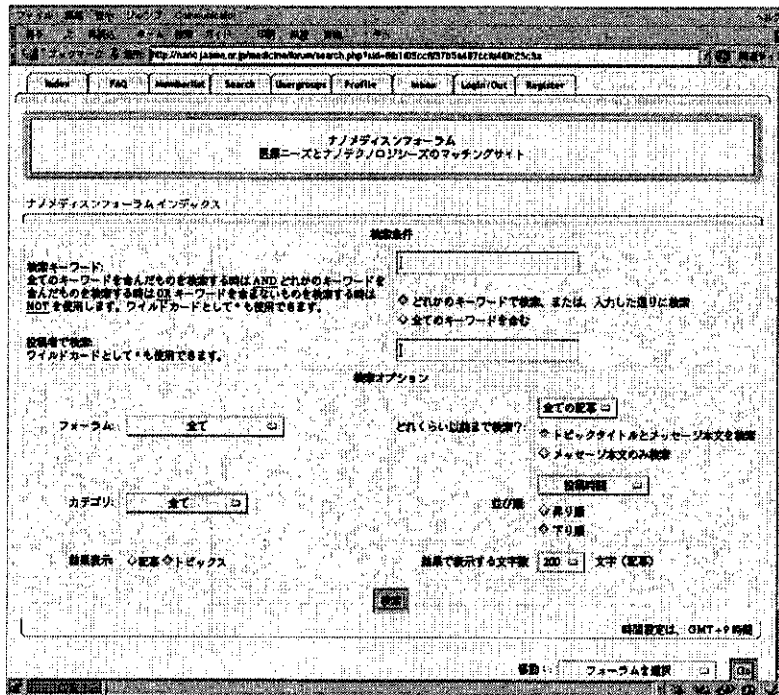 Index FAQ Memberlist Search Usergroups Profile Inbox Login/Out Register
ナノメディスンフォーラム
医療ニーズとナノテクノロジシーズのマッチングサイト
ナノメディスンフォーラム インデックス
検索条件
検索キーワード:
全てのキーワードを含んだものを検索する時は AND どれかのキーワードを
含んだものを検索する時は OR キーワードを含まないものを検索する時は
NOT を使用します。ワイルドカードとして * も使用できます。
どれかのキーワードで検索、または、入力した通りに検索
全てのキーワードを含む
投稿者で検索:
ワイルドカードとして * も使用できます。
検索オプション
フォーラム: 全て
どれくらい以前まで検索? 全ての記事
トピックタイトルとメッセージ本文を検索
メッセージ本文のみ検索
カテゴリ: 全て
並び順 投稿時間
昇り順
下り順
結果表示 記事 トピックス
結果で表示する文字数 200 文字 (記事)
検索
時間設定は、 GMT+9 時間
移動: フォーラムを選択 Go